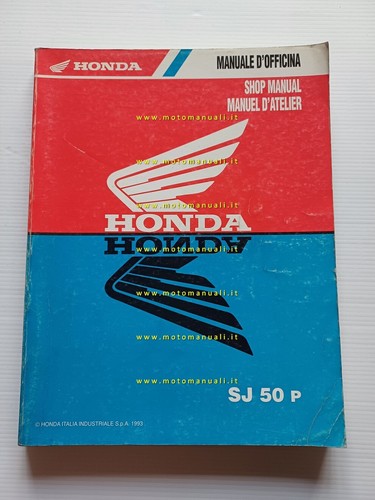 HONDA
MANUALE D'OFFICINA
SHOP MANUAL
MANUEL D'ATELIER
www.motomanuali.it
www.motomanuali.it
www.motomanuali.it
HONDA
HONDA
www.motomanuali.it
www.motomanuali.it
www.motomanuali.it
SJ 50 P
© HONDA ITALIA INDUSTRIALE S.p.A. 1993